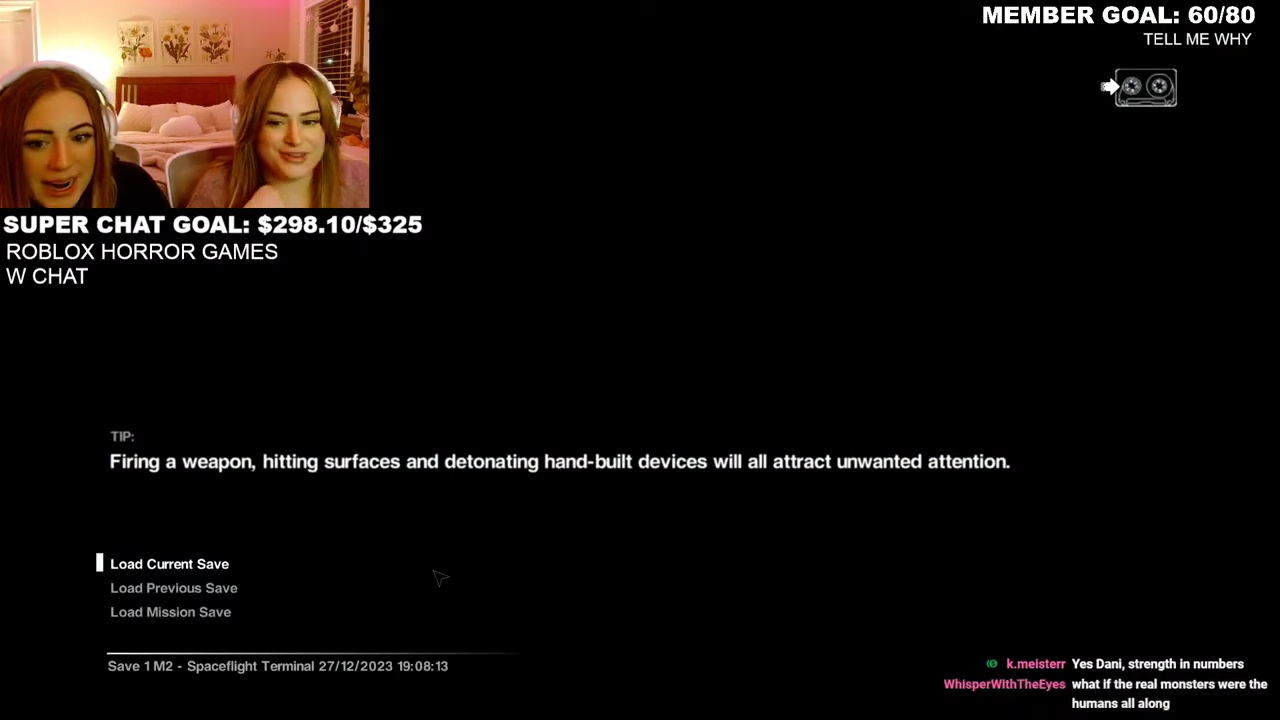 MEMBER GOAL: 60/80
TELL ME WHY
SUPER CHAT GOAL: $298.10/$325
ROBLOX HORROR GAMES
W CHAT
TIP:
Firing a weapon, hitting surfaces and detonating hand-built devices will all attract unwanted attention.
Load Current Save
Load Previous Save
Load Mission Save
Save 1 M2 - Spaceflight Terminal 27/12/2023 19:08:13
k.meisterr Yes Dani, strength in numbers
WhisperWithTheEyes what if the real monsters were the
humans all along